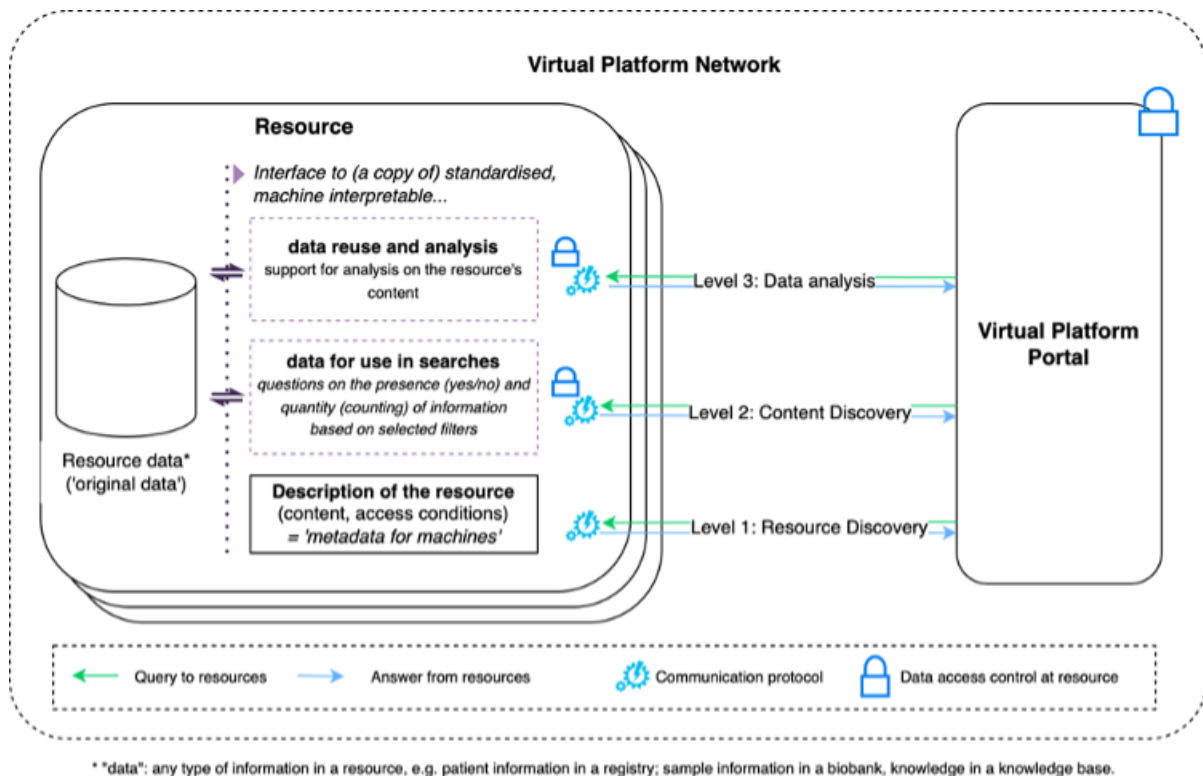 Virtual Platform Network
Resource
Interface to (a copy of) standardised,
machine interpretable...
data reuse and analysis
support for analysis on the resource's
content
data for use in searches
questions on the presence (yes/no) and
quantity (counting) of information
based on selected filters
Resource data*
('original data')
Description of the resource
(content, access conditions)
= 'metadata for machines'
Level 3: Data analysis
Level 2: Content Discovery
Level 1: Resource Discovery
Virtual Platform
Portal
Query to resources
Answer from resources
Communication protocol
Data access control at resource
* "data": any type of information in a resource, e.g. patient information in a registry; sample information in a biobank, knowledge in a knowledge base.